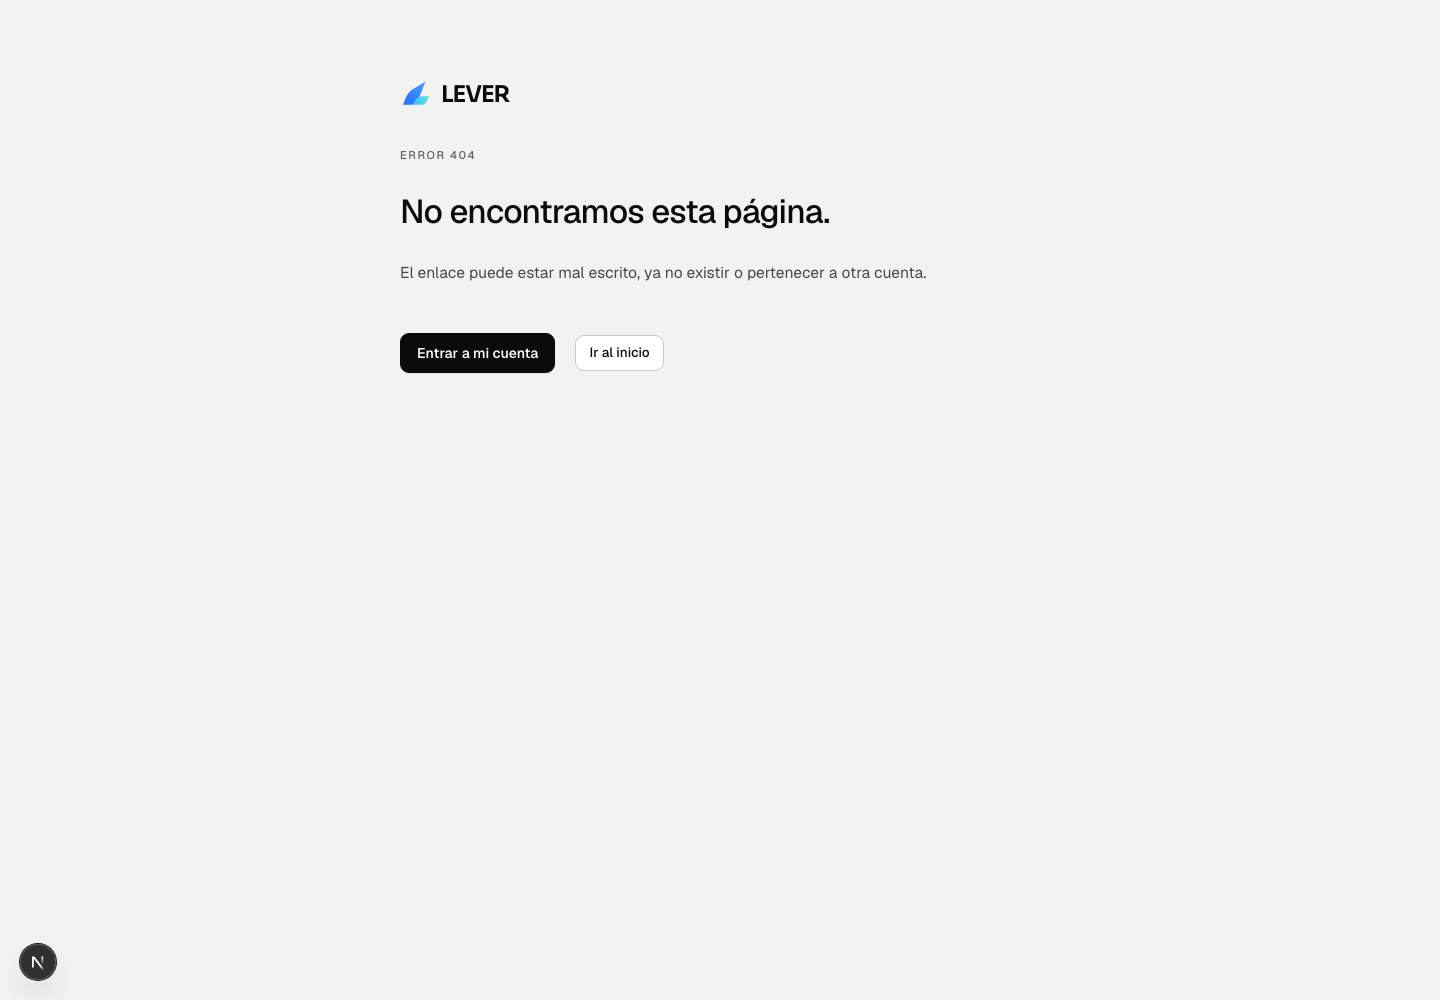 LEVER
ERROR 404
No encontramos esta página.
El enlace puede estar mal escrito, ya no existir o pertenecer a otra cuenta.
Entrar a mi cuenta
Ir al inicio
N